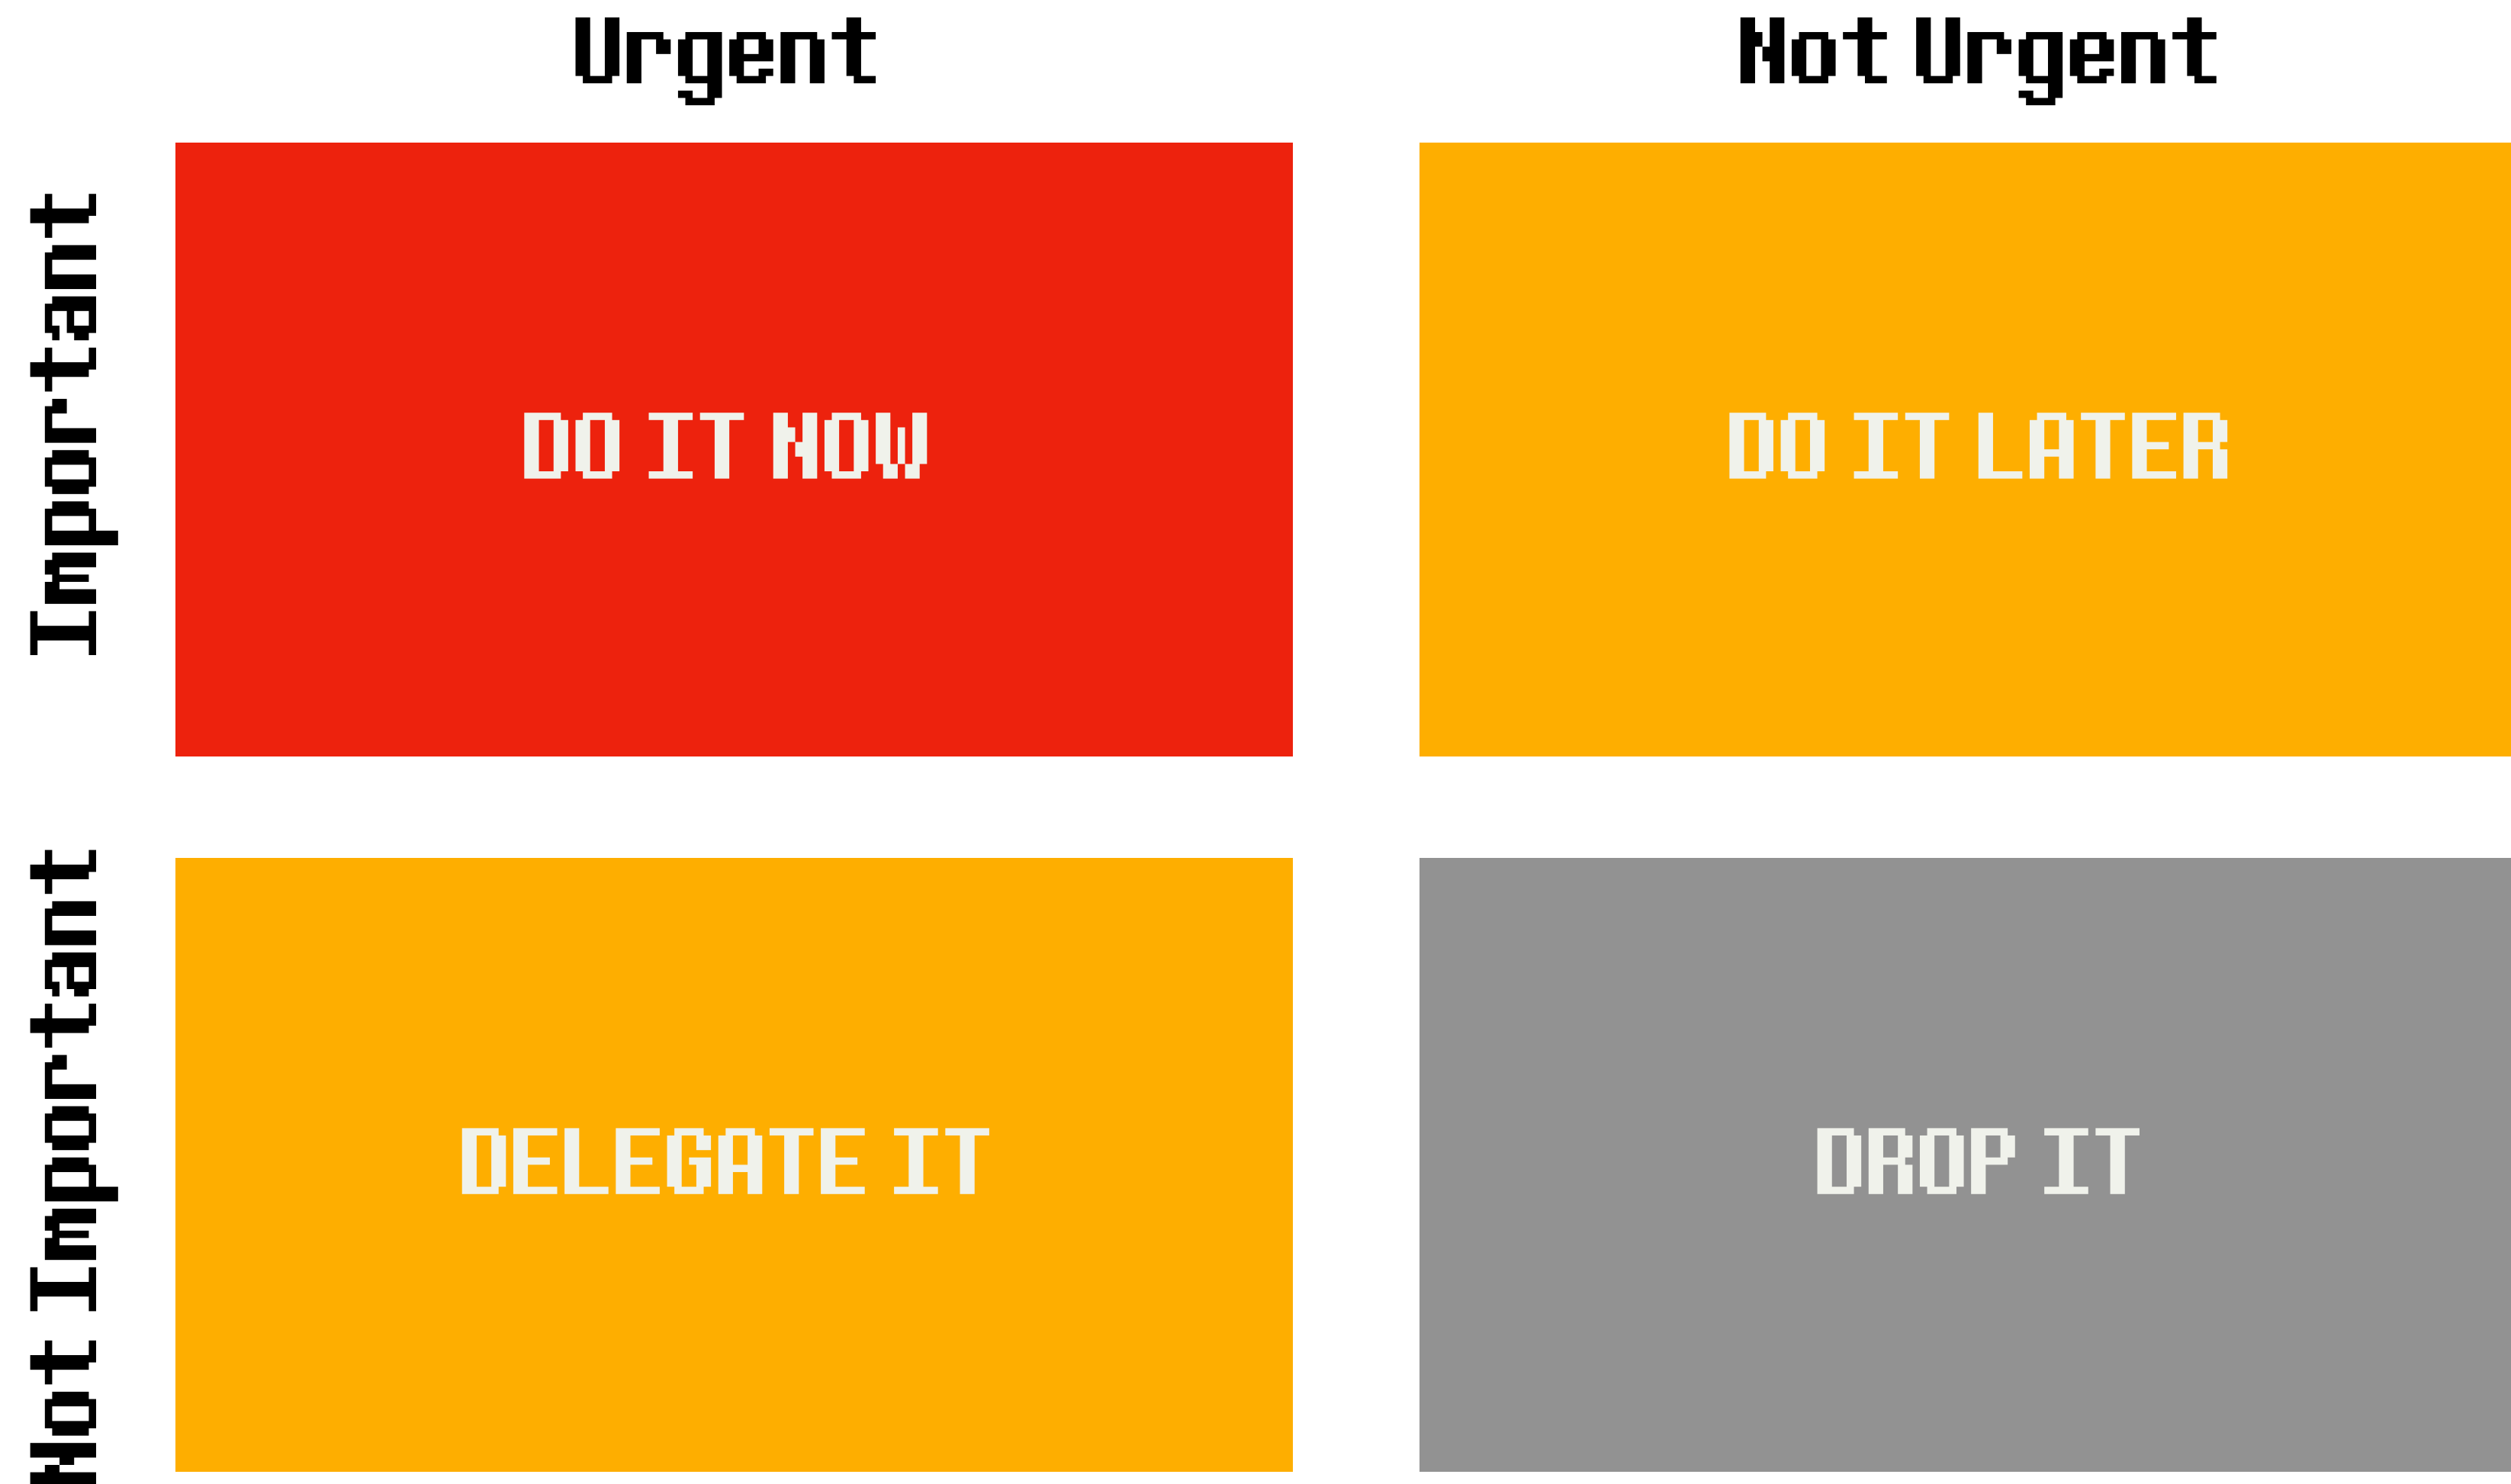 Urgent
Not Urgent
Important
DO IT NOW
DO IT LATER
Not Important
DELEGATE IT
DROP IT